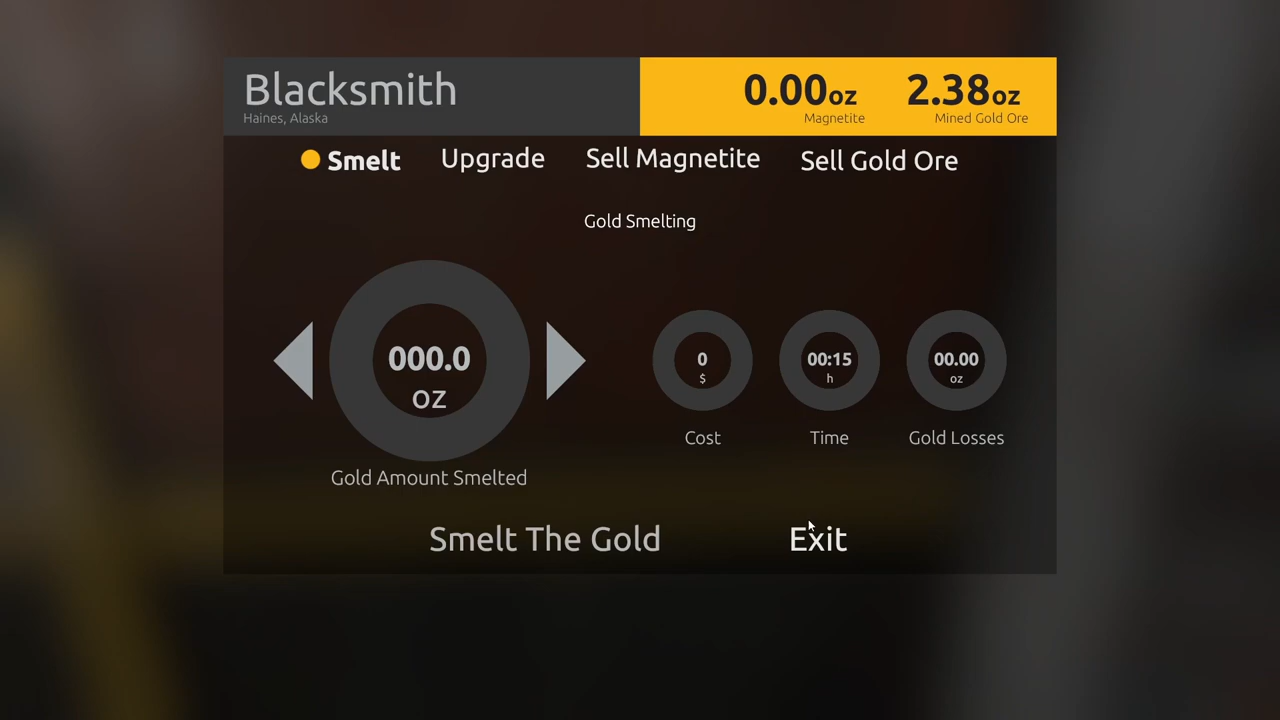 Blacksmith
Haines, Alaska
0.00oz
Magnetite
2.38oz
Mined Gold Ore
Smelt
Upgrade
Sell Magnetite
Sell Gold Ore
Gold Smelting
000.0
oz
Gold Amount Smelted
0
$
Cost
00:15
h
Time
00.00
oz
Gold Losses
Smelt The Gold
Exit